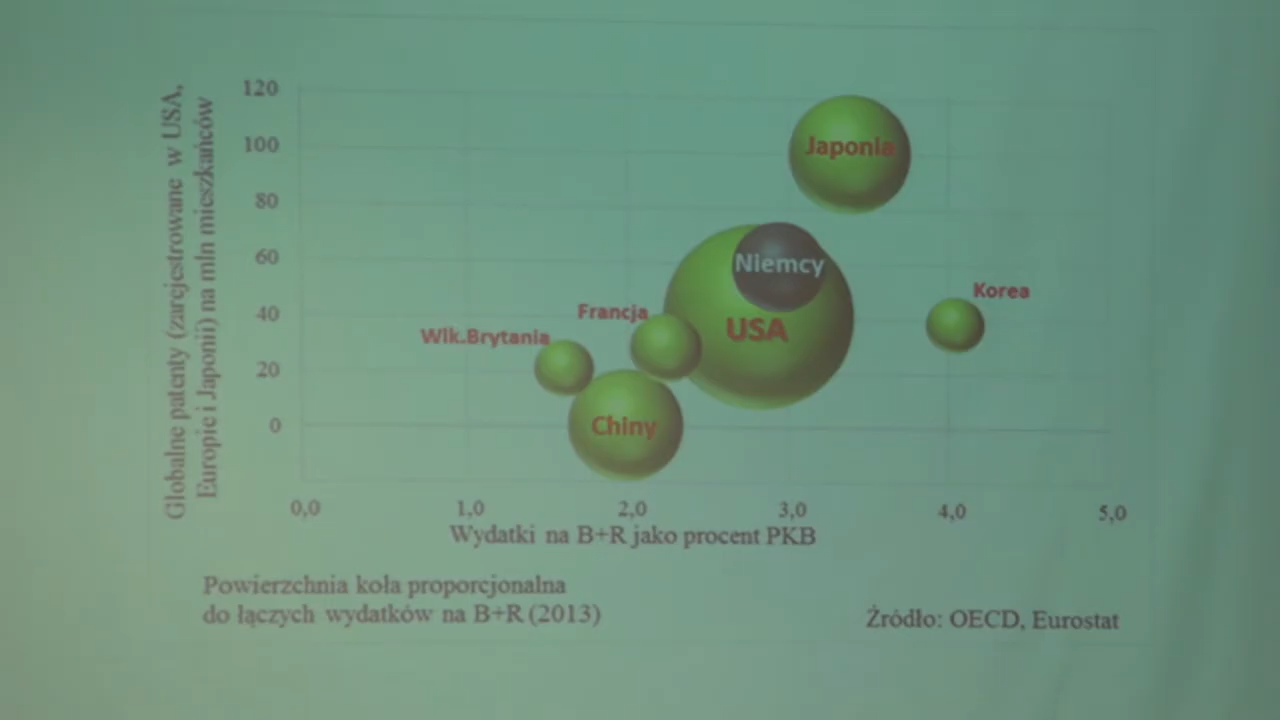 Globalne patenty (zarejestrowane w USA,
Europie i Japonii) na mln mieszkańców
120
100
80
60
40
20
0
Japonia
Niemcy
Korea
Francja
USA
Wlk.Brytania
Chiny
0,0 1,0 2,0 3,0 4,0 5,0
Wydatki na B+R jako procent PKB
Powierzchnia koła proporcjonalna
do łączych wydatków na B+R (2013)
Źródło: OECD, Eurostat